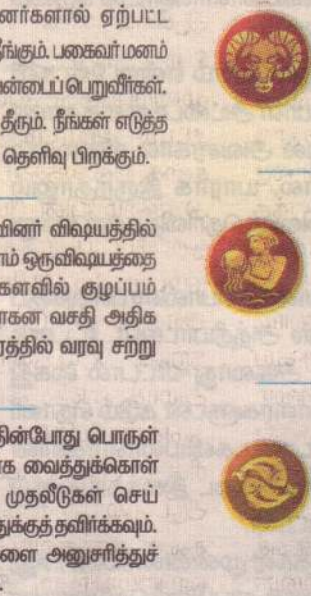 னர்களால் ஏற்பட்ட
நீங்கும். பகைவர் மனம்
ன்பைப் பெறுவீர்கள்.
தீரும். நீங்கள் எடுத்த
தெளிவு பிறக்கும்.
வினர் விஷயத்தில்
ாம் ஒருவிஷயத்தை
களவில் குழப்பம்
ாகன வசதி அதிக
ரத்தில் வரவு சற்று
தின்போது பொருள்
ாக வைத்துக்கொள்
முதலீடுகள் செய்
துக்குத் தவிர்க்கவும்.
களை அனுசரித்துச்